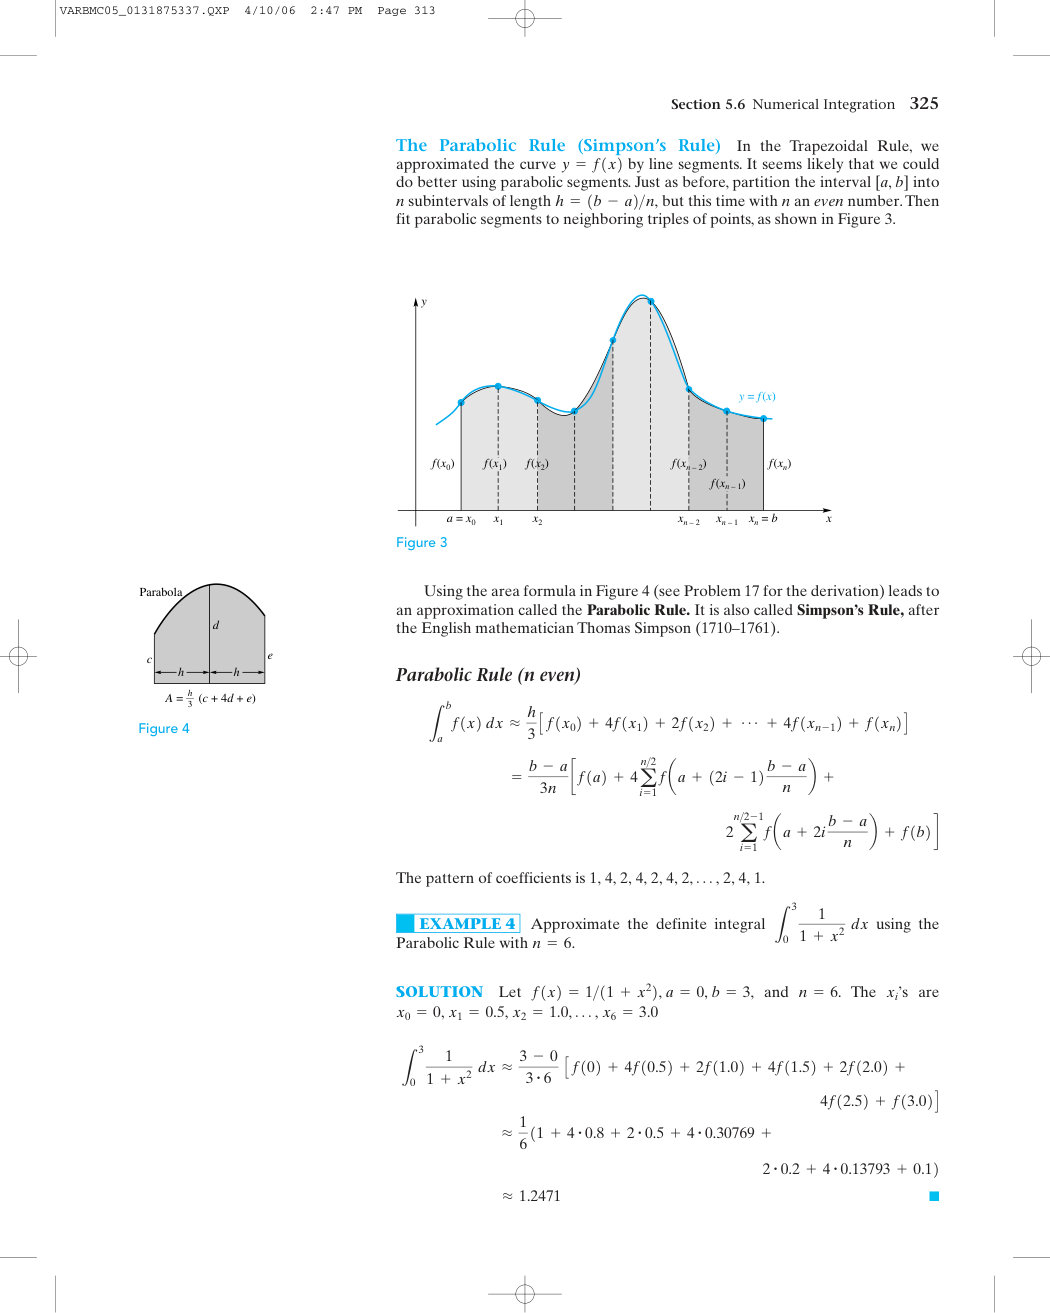 VARBMC05_0131875337.QXP 4/10/06 2:47 PM Page 313
Section 5.6 Numerical Integration 325
The Parabolic Rule (Simpson's Rule) In the Trapezoidal Rule, we
approximated the curve y = f(x) by line segments. It seems likely that we could
do better using parabolic segments. Just as before, partition the interval [a, b] into
n subintervals of length h = (b − a)/n, but this time with n an even number. Then
fit parabolic segments to neighboring triples of points, as shown in Figure 3.
y
y = f(x)
f(x₀) f(x₁) f(x₂) f(xₙ₋₂) f(xₙ)
f(xₙ₋₁)
a = x₀ x₁ x₂ xₙ₋₂ xₙ₋₁ xₙ = b x
Figure 3
Parabola
d
c e
h h
A = h/3 (c + 4d + e)
Figure 4
Using the area formula in Figure 4 (see Problem 17 for the derivation) leads to
an approximation called the Parabolic Rule. It is also called Simpson's Rule, after
the English mathematician Thomas Simpson (1710–1761).
Parabolic Rule (n even)
∫ₐᵇ f(x) dx ≈ h/3 [f(x₀) + 4f(x₁) + 2f(x₂) + ⋯ + 4f(xₙ₋₁) + f(xₙ)]
= (b − a)/3n [f(a) + 4 ∑ᵢ₌₁^(n/2) f(a + (2i − 1) (b − a)/n) +
2 ∑ᵢ₌₁^(n/2−1) f(a + 2i (b − a)/n) + f(b)]
The pattern of coefficients is 1, 4, 2, 4, 2, 4, 2, . . . , 2, 4, 1.
EXAMPLE 4 Approximate the definite integral ∫₀³ 1/(1 + x²) dx using the
Parabolic Rule with n = 6.
SOLUTION Let f(x) = 1/(1 + x²), a = 0, b = 3, and n = 6. The xᵢ's are
x₀ = 0, x₁ = 0.5, x₂ = 1.0, . . . , x₆ = 3.0
∫₀³ 1/(1 + x²) dx ≈ (3 − 0)/(3 · 6) [f(0) + 4f(0.5) + 2f(1.0) + 4f(1.5) + 2f(2.0) +
4f(2.5) + f(3.0)]
≈ 1/6 (1 + 4 · 0.8 + 2 · 0.5 + 4 · 0.30769 +
2 · 0.2 + 4 · 0.13793 + 0.1)
≈ 1.2471